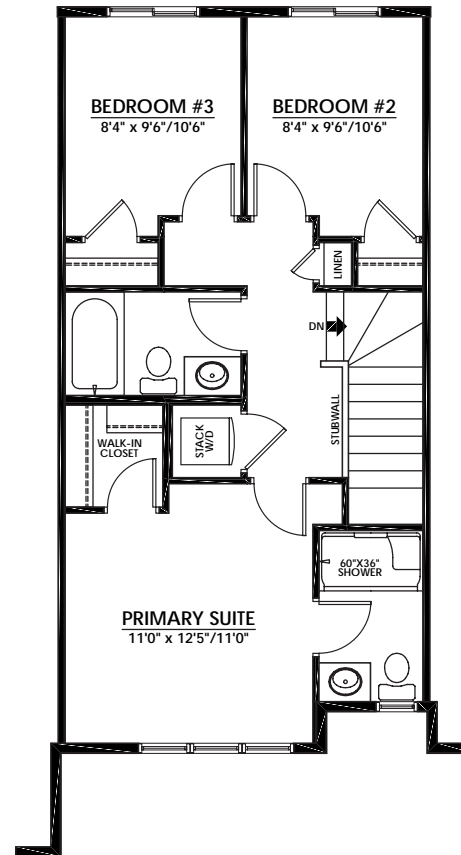 BEDROOM #3
8'4" x 9'6"/10'6"
BEDROOM #2
8'4" x 9'6"/10'6"
LINEN
DN
STUBWALL
WALK-IN
CLOSET
STACK
W/D
60"X36"
SHOWER
PRIMARY SUITE
11'0" x 12'5"/11'0"